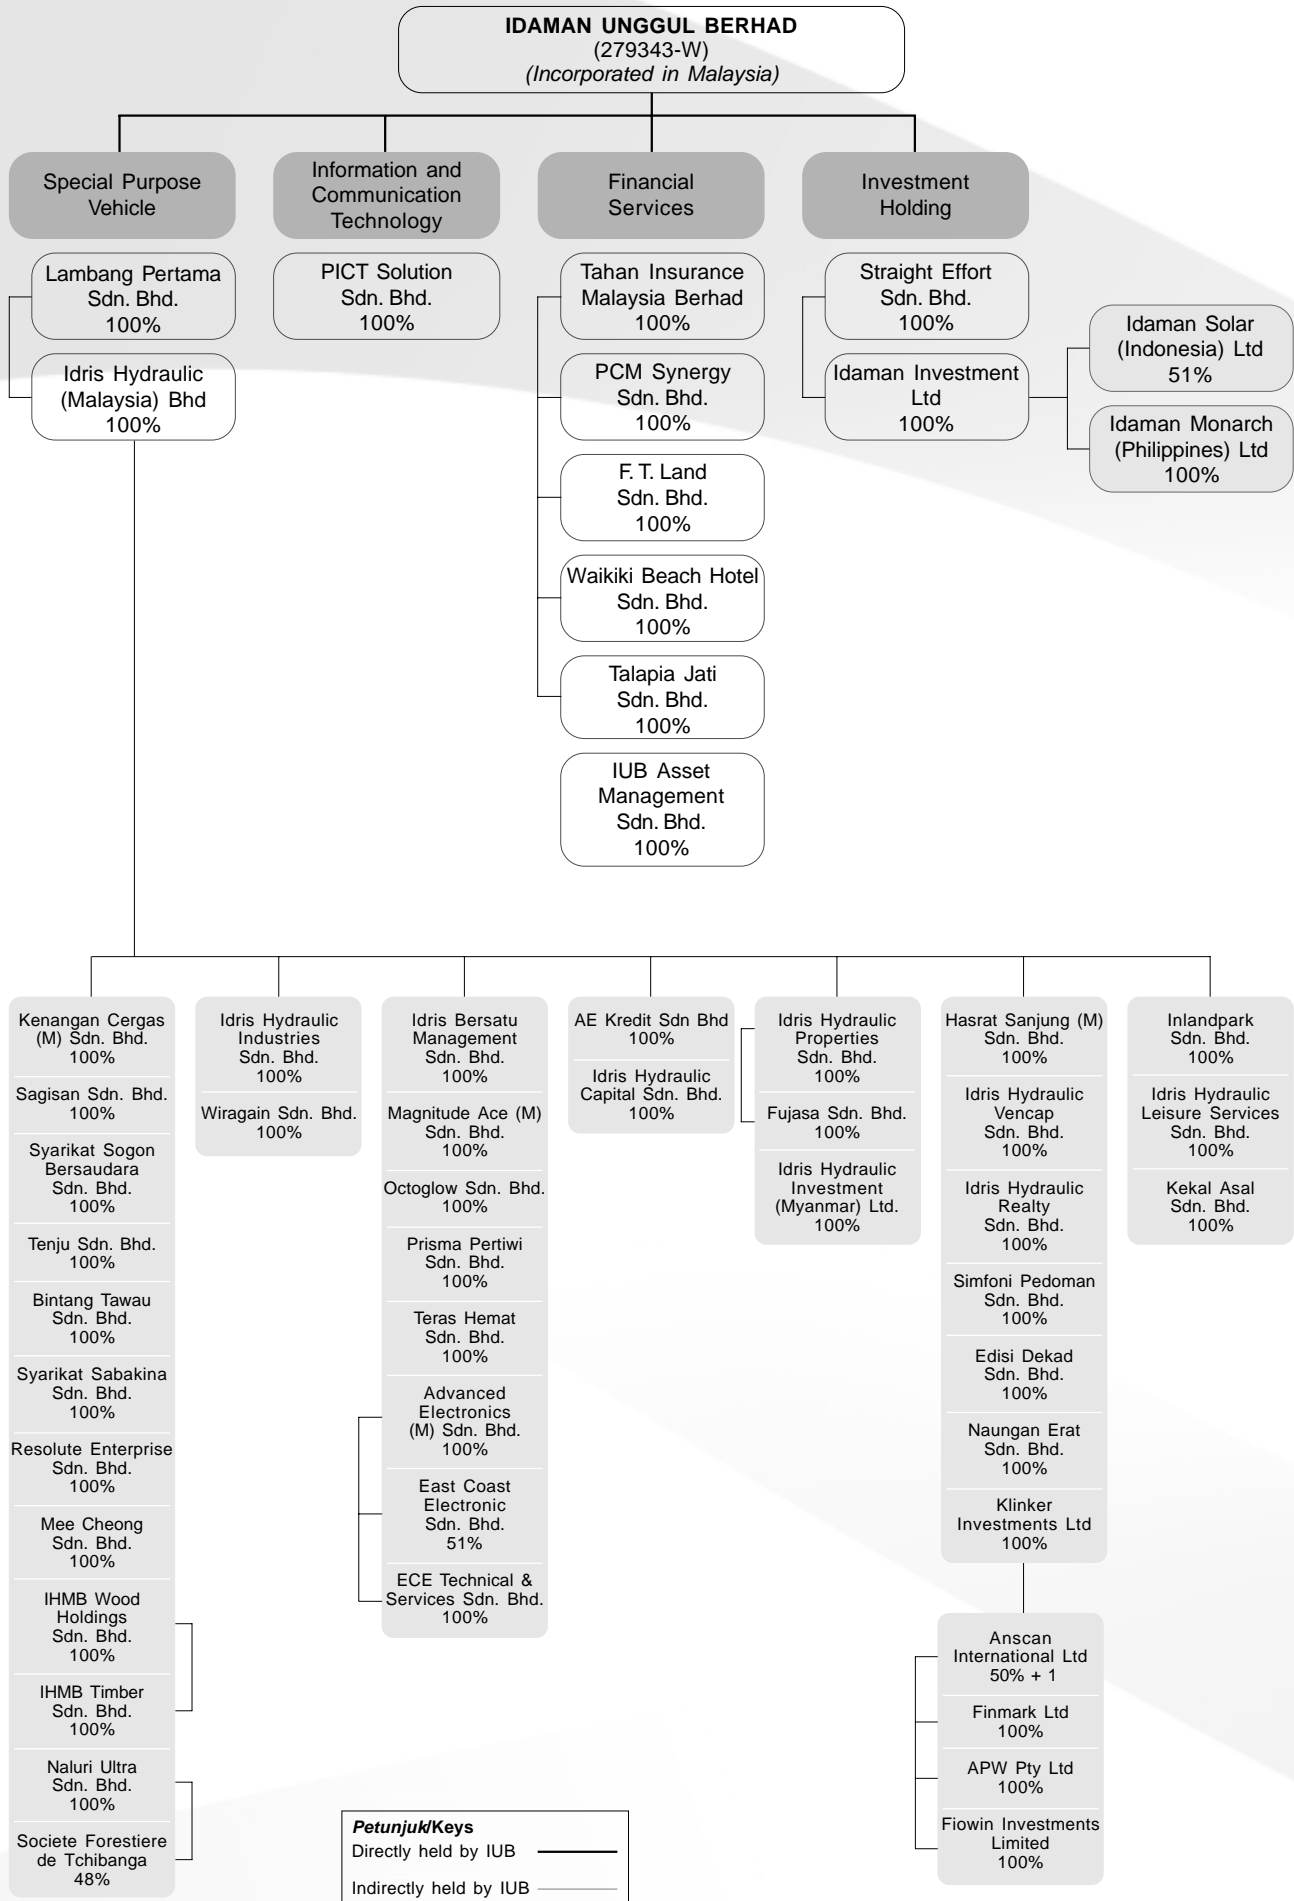 IDAMAN UNGGUL BERHAD
(279343-W)
(Incorporated in Malaysia)
Special Purpose
Vehicle
Information and
Communication
Technology
Financial
Services
Investment
Holding
Lambang Pertama
Sdn. Bhd.
100%
Idris Hydraulic
(Malaysia) Bhd
100%
PICT Solution
Sdn. Bhd.
100%
Tahan Insurance
Malaysia Berhad
100%
PCM Synergy
Sdn. Bhd.
100%
F. T. Land
Sdn. Bhd.
100%
Waikiki Beach Hotel
Sdn. Bhd.
100%
Talapia Jati
Sdn. Bhd.
100%
IUB Asset
Management
Sdn. Bhd.
100%
Straight Effort
Sdn. Bhd.
100%
Idaman Investment
Ltd
100%
Idaman Solar
(Indonesia) Ltd
51%
Idaman Monarch
(Philippines) Ltd
100%
Kenangan Cergas
(M) Sdn. Bhd.
100%
Sagisan Sdn. Bhd.
100%
Syarikat Sogon
Bersaudara
Sdn. Bhd.
100%
Tenju Sdn. Bhd.
100%
Bintang Tawau
Sdn. Bhd.
100%
Syarikat Sabakina
Sdn. Bhd.
100%
Resolute Enterprise
Sdn. Bhd.
100%
Mee Cheong
Sdn. Bhd.
100%
IHMB Wood
Holdings
Sdn. Bhd.
100%
IHMB Timber
Sdn. Bhd.
100%
Naluri Ultra
Sdn. Bhd.
100%
Societe Forestiere
de Tchibanga
48%
Idris Hydraulic
Industries
Sdn. Bhd.
100%
Wiragain Sdn. Bhd.
100%
Idris Bersatu
Management
Sdn. Bhd.
100%
Magnitude Ace (M)
Sdn. Bhd.
100%
Octoglow Sdn. Bhd.
100%
Prisma Pertiwi
Sdn. Bhd.
100%
Teras Hemat
Sdn. Bhd.
100%
Advanced
Electronics
(M) Sdn. Bhd.
100%
East Coast
Electronic
Sdn. Bhd.
51%
ECE Technical &
Services Sdn. Bhd.
100%
AE Kredit Sdn Bhd
100%
Idris Hydraulic
Capital Sdn. Bhd.
100%
Idris Hydraulic
Properties
Sdn. Bhd.
100%
Fujasa Sdn. Bhd.
100%
Idris Hydraulic
Investment
(Myanmar) Ltd.
100%
Hasrat Sanjung (M)
Sdn. Bhd.
100%
Idris Hydraulic
Vencap
Sdn. Bhd.
100%
Idris Hydraulic
Realty
Sdn. Bhd.
100%
Simfoni Pedoman
Sdn. Bhd.
100%
Edisi Dekad
Sdn. Bhd.
100%
Naungan Erat
Sdn. Bhd.
100%
Klinker
Investments Ltd
100%
Anscan
International Ltd
50% + 1
Finmark Ltd
100%
APW Pty Ltd
100%
Fiowin Investments
Limited
100%
Inlandpark
Sdn. Bhd.
100%
Idris Hydraulic
Leisure Services
Sdn. Bhd.
100%
Kekal Asal
Sdn. Bhd.
100%
Petunjuk/Keys
Directly held by IUB
Indirectly held by IUB